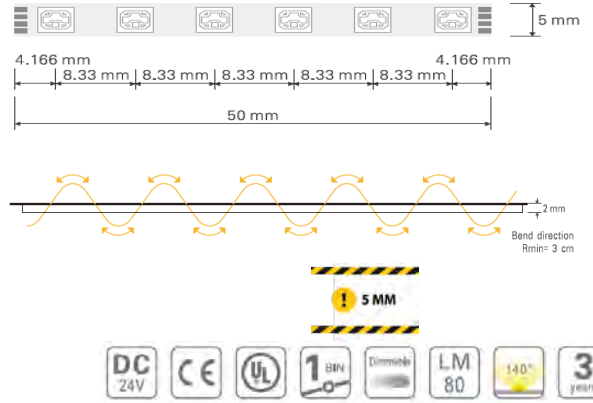 5 mm
4.166 mm
4.166 mm
8.33 mm
8.33 mm
8.33 mm
8.33 mm
8.33 mm
50 mm
2 mm
Bend direction
Rmin= 3 cm
! 5 MM
DC
24V
CE
UL
1 BIN
Dimmable
LM
80
140°
3
years